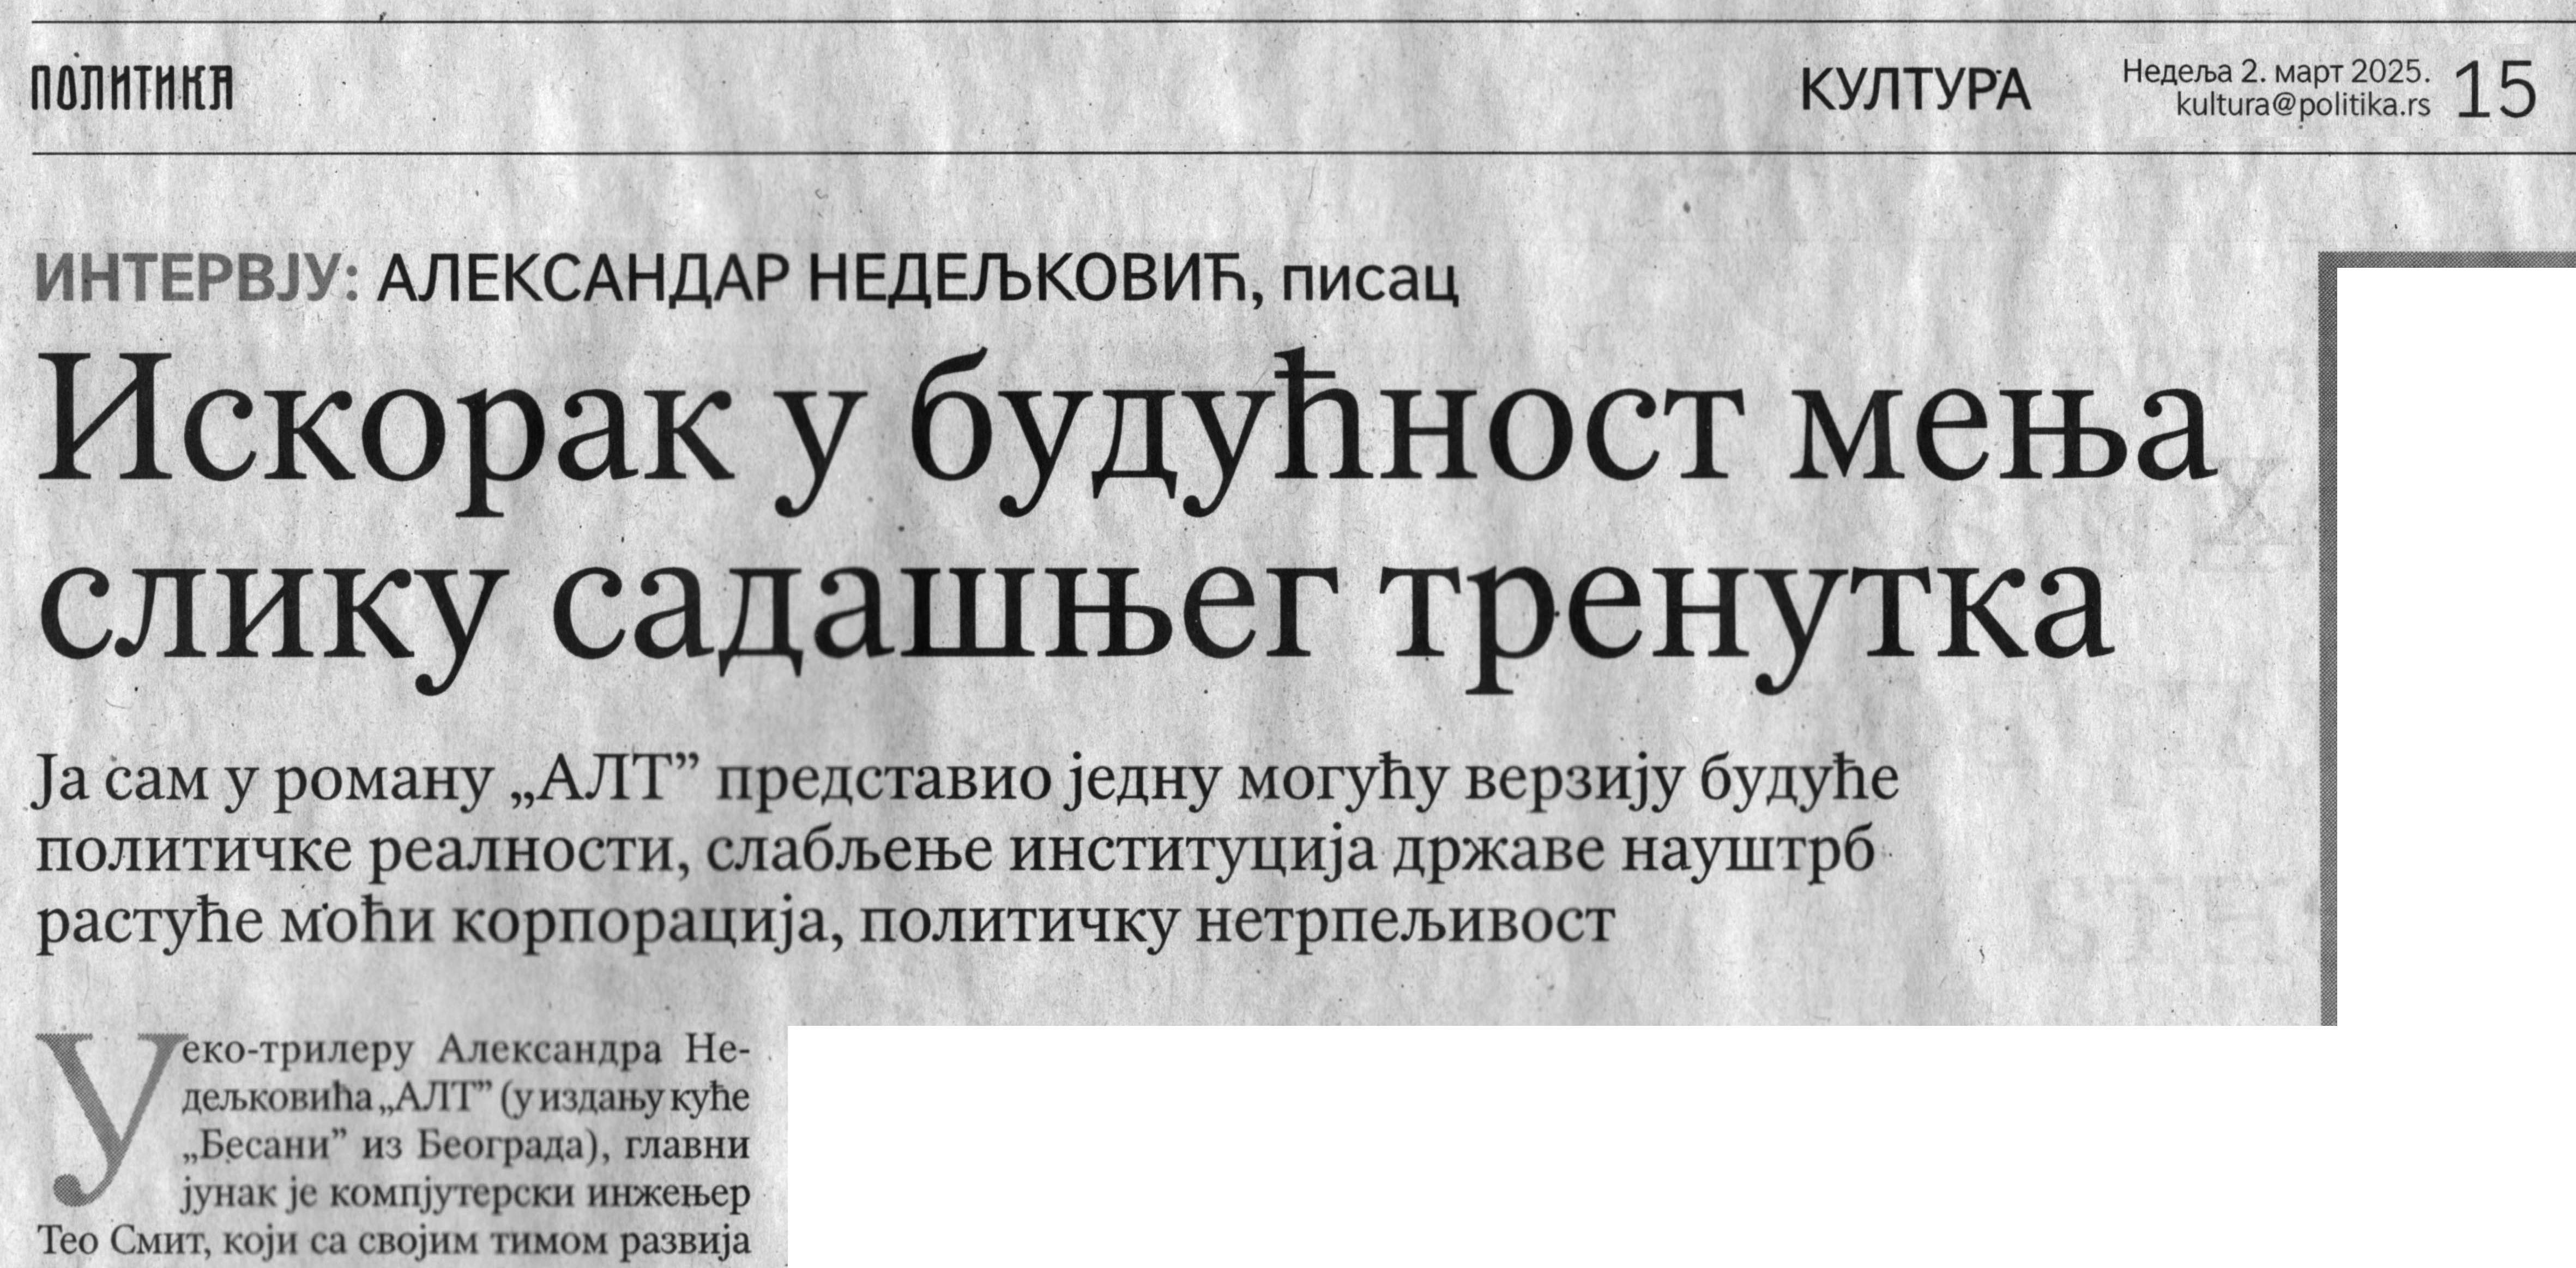 ПОЛИТИКА
КУЛТУРА
Недеља 2. март 2025.
kultura@politika.rs
15
ИНТЕРВЈУ: АЛЕКСАНДАР НЕДЕЉКОВИЋ, писац
Искорак у будућност мења
слику садашњег тренутка
Ја сам у роману „АЛТ” представио једну могућу верзију будуће
политичке реалности, слабљење институција државе науштрб
растуће моћи корпорација, политичку нетрпељивост
У еко-трилеру Александра Не-
дељковића „АЛТ” (у издању куће
„Бесани” из Београда), главни
јунак је компјутерски инжењер
Тео Смит, који са својим тимом развија